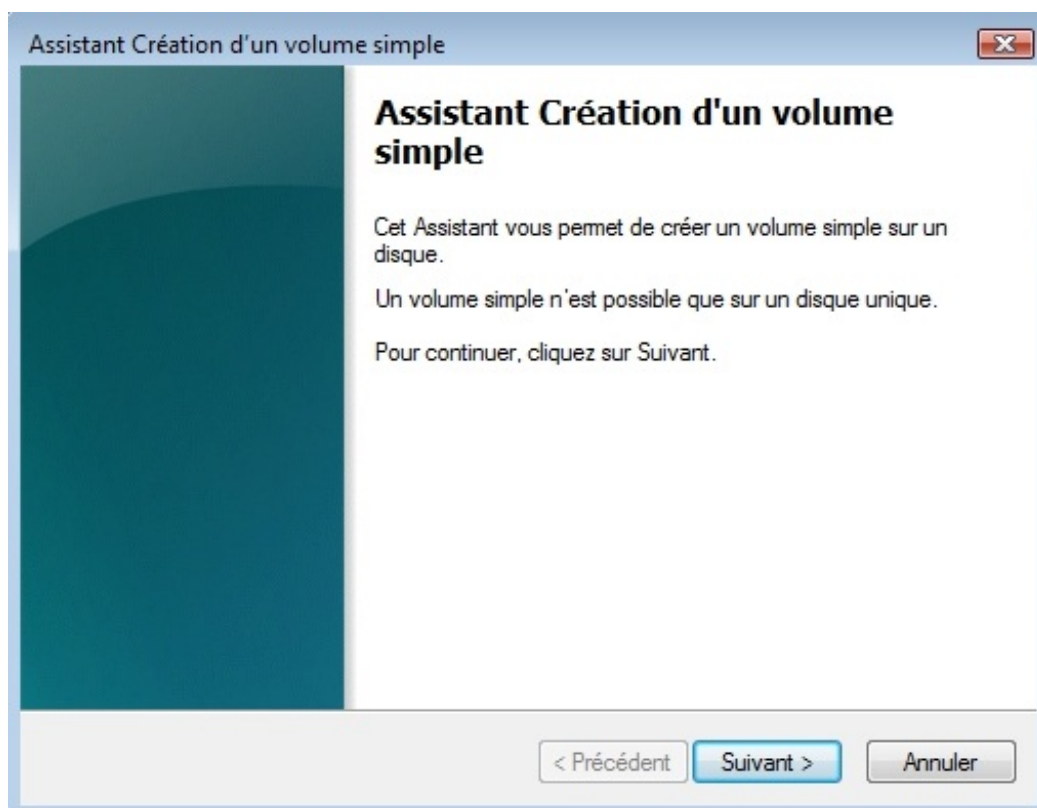 Assistant Création d'un volume simple
Assistant Création d'un volume
simple
Cet Assistant vous permet de créer un volume simple sur un
disque.
Un volume simple n'est possible que sur un disque unique.
Pour continuer, cliquez sur Suivant.
< Précédent
Suivant >
Annuler